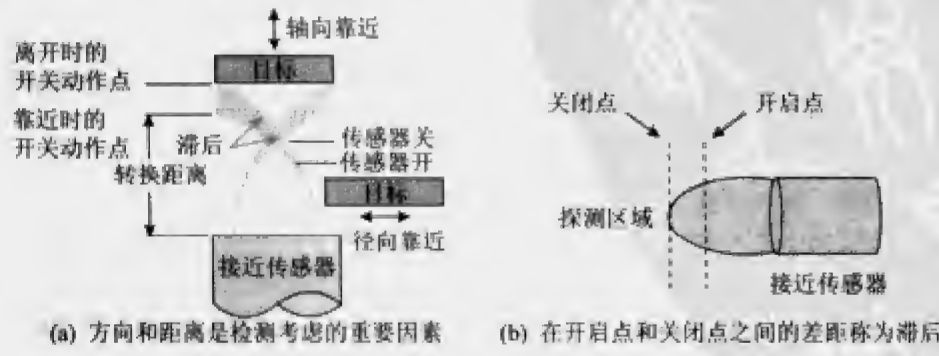 轴向靠近
离开时的
开关动作点
目标
靠近时的
开关动作点
滞后
传感器关
传感器开
转换距离
目标
径向靠近
接近传感器
(a) 方向和距离是检测考虑的重要因素
关闭点
开启点
探测区域
接近传感器
(b) 在开启点和关闭点之间的差距称为滞后